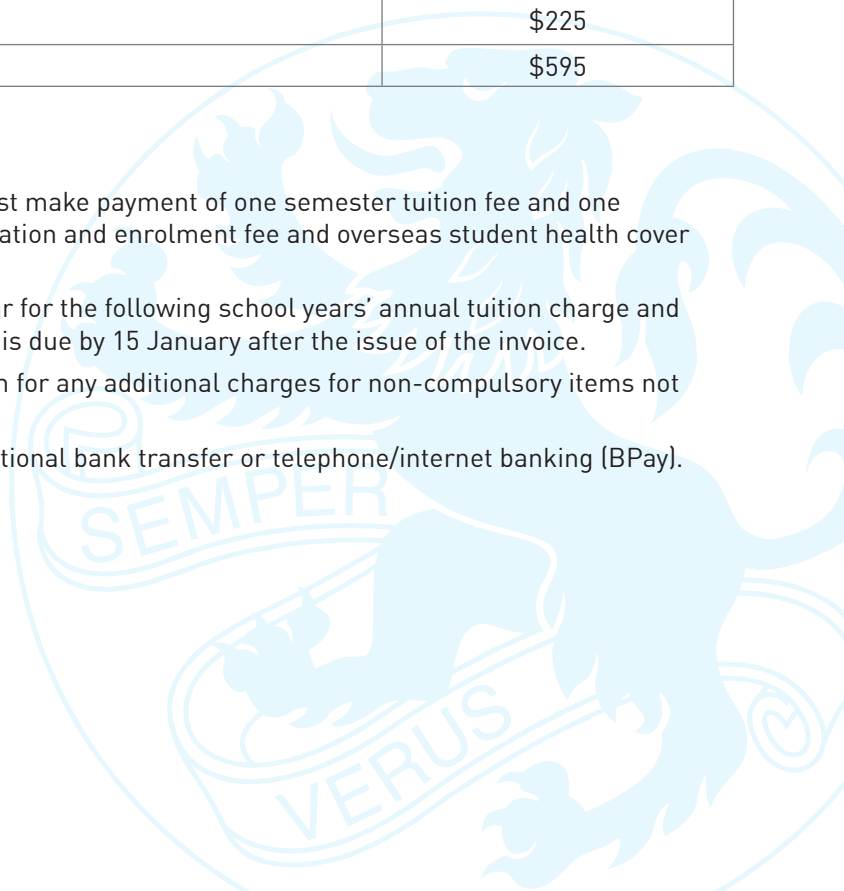 $225
$595
st make payment of one semester tuition fee and one
ation and enrolment fee and overseas student health cover
r for the following school years’ annual tuition charge and
is due by 15 January after the issue of the invoice.
n for any additional charges for non-compulsory items not
tional bank transfer or telephone/internet banking (BPay).
SEMPER
VERUS